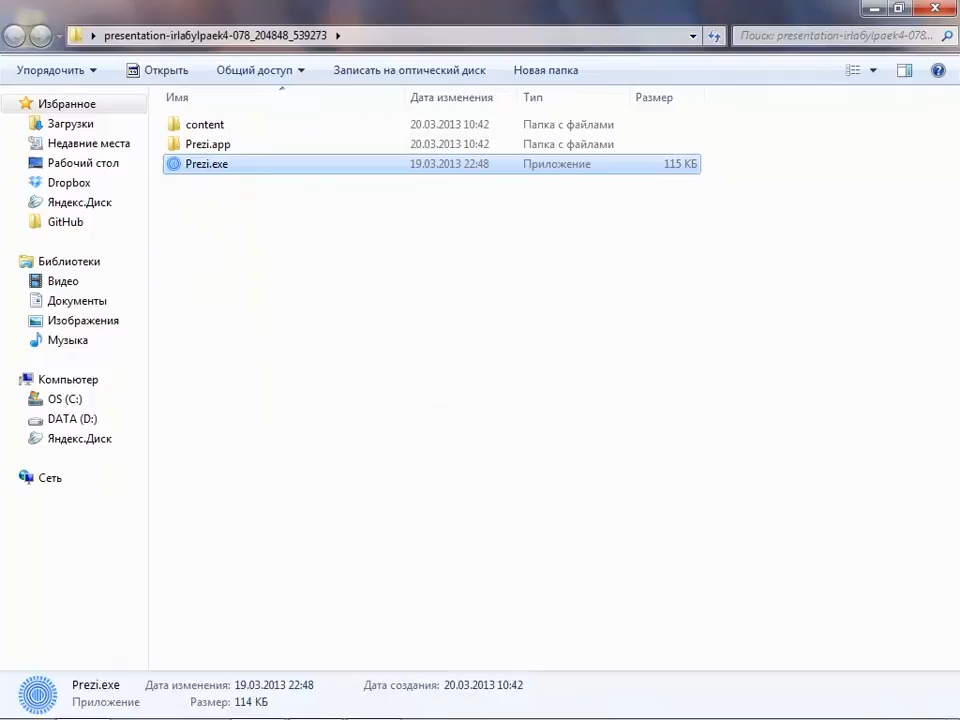 presentation-irla6ylpaek4-078_204848_539273
Поиск: presentation-irla6ylpaek4-078...
Упорядочить Открыть Общий доступ Записать на оптический диск Новая папка
Имя Дата изменения Тип Размер
content 20.03.2013 10:42 Папка с файлами
Prezi.app 20.03.2013 10:42 Папка с файлами
Prezi.exe 19.03.2013 22:48 Приложение 115 КБ
Избранное
Загрузки
Недавние места
Рабочий стол
Dropbox
Яндекс.Диск
GitHub
Библиотеки
Видео
Документы
Изображения
Музыка
Компьютер
OS (C:)
DATA (D:)
Яндекс.Диск
Сеть
Prezi.exe Дата изменения: 19.03.2013 22:48 Дата создания: 20.03.2013 10:42
Приложение Размер: 114 КБ